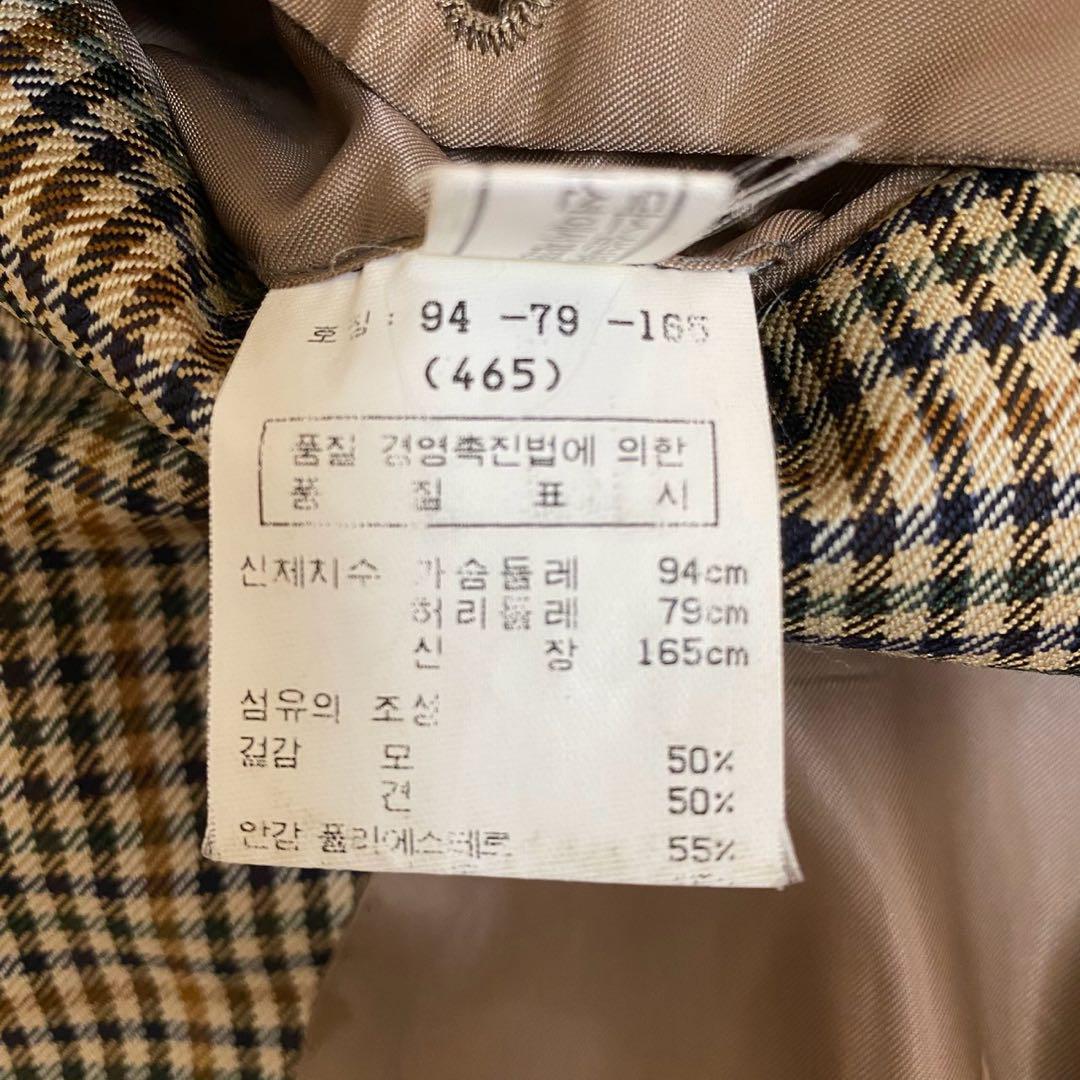 호칭: 94 -79 -165
(465)
품질 경영촉진법에 의한
품 질 표 시
신체치수 가슴둘레 94cm
허리둘레 79cm
신 장 165cm
섬유의 조성
겉감 모 50%
견 50%
안감 폴리에스테르 55%